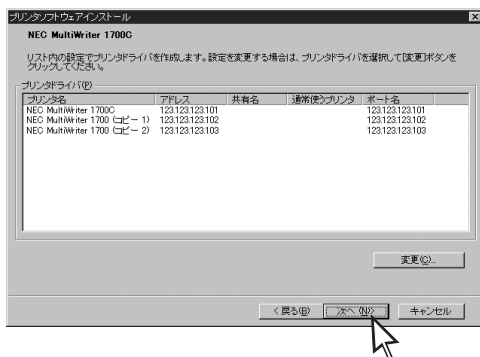 プリンタソフトウェアインストール
NEC MultiWriter 1700C
リスト内の設定でプリンタドライバを作成します。設定を変更する場合は、プリンタドライバを選択して[変更]ボタンを
クリックしてください。
プリンタドライバ(P)
プリンタ名 アドレス 共有名 通常使うプリンタ ポート名
NEC MultiWriter 1700C 123.123.123.101 123.123.123.101
NEC MultiWriter 1700 (コピー 1) 123.123.123.102 123.123.123.102
NEC MultiWriter 1700 (コピー 2) 123.123.123.103 123.123.123.103
変更(C)...
< 戻る(B) 次へ (N)> キャンセル